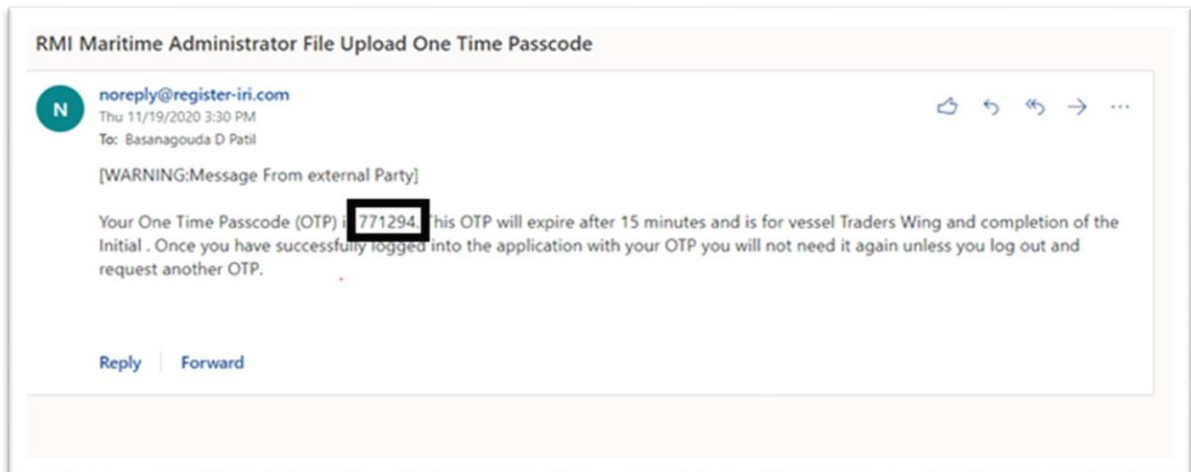 RMI Maritime Administrator File Upload One Time Passcode
N
noreply@register-iri.com
Thu 11/19/2020 3:30 PM
To: Basanagouda D Patil
[WARNING:Message From external Party]
Your One Time Passcode (OTP) i 771294. his OTP will expire after 15 minutes and is for vessel Traders Wing and completion of the
Initial . Once you have successfully logged into the application with your OTP you will not need it again unless you log out and
request another OTP.
Reply Forward